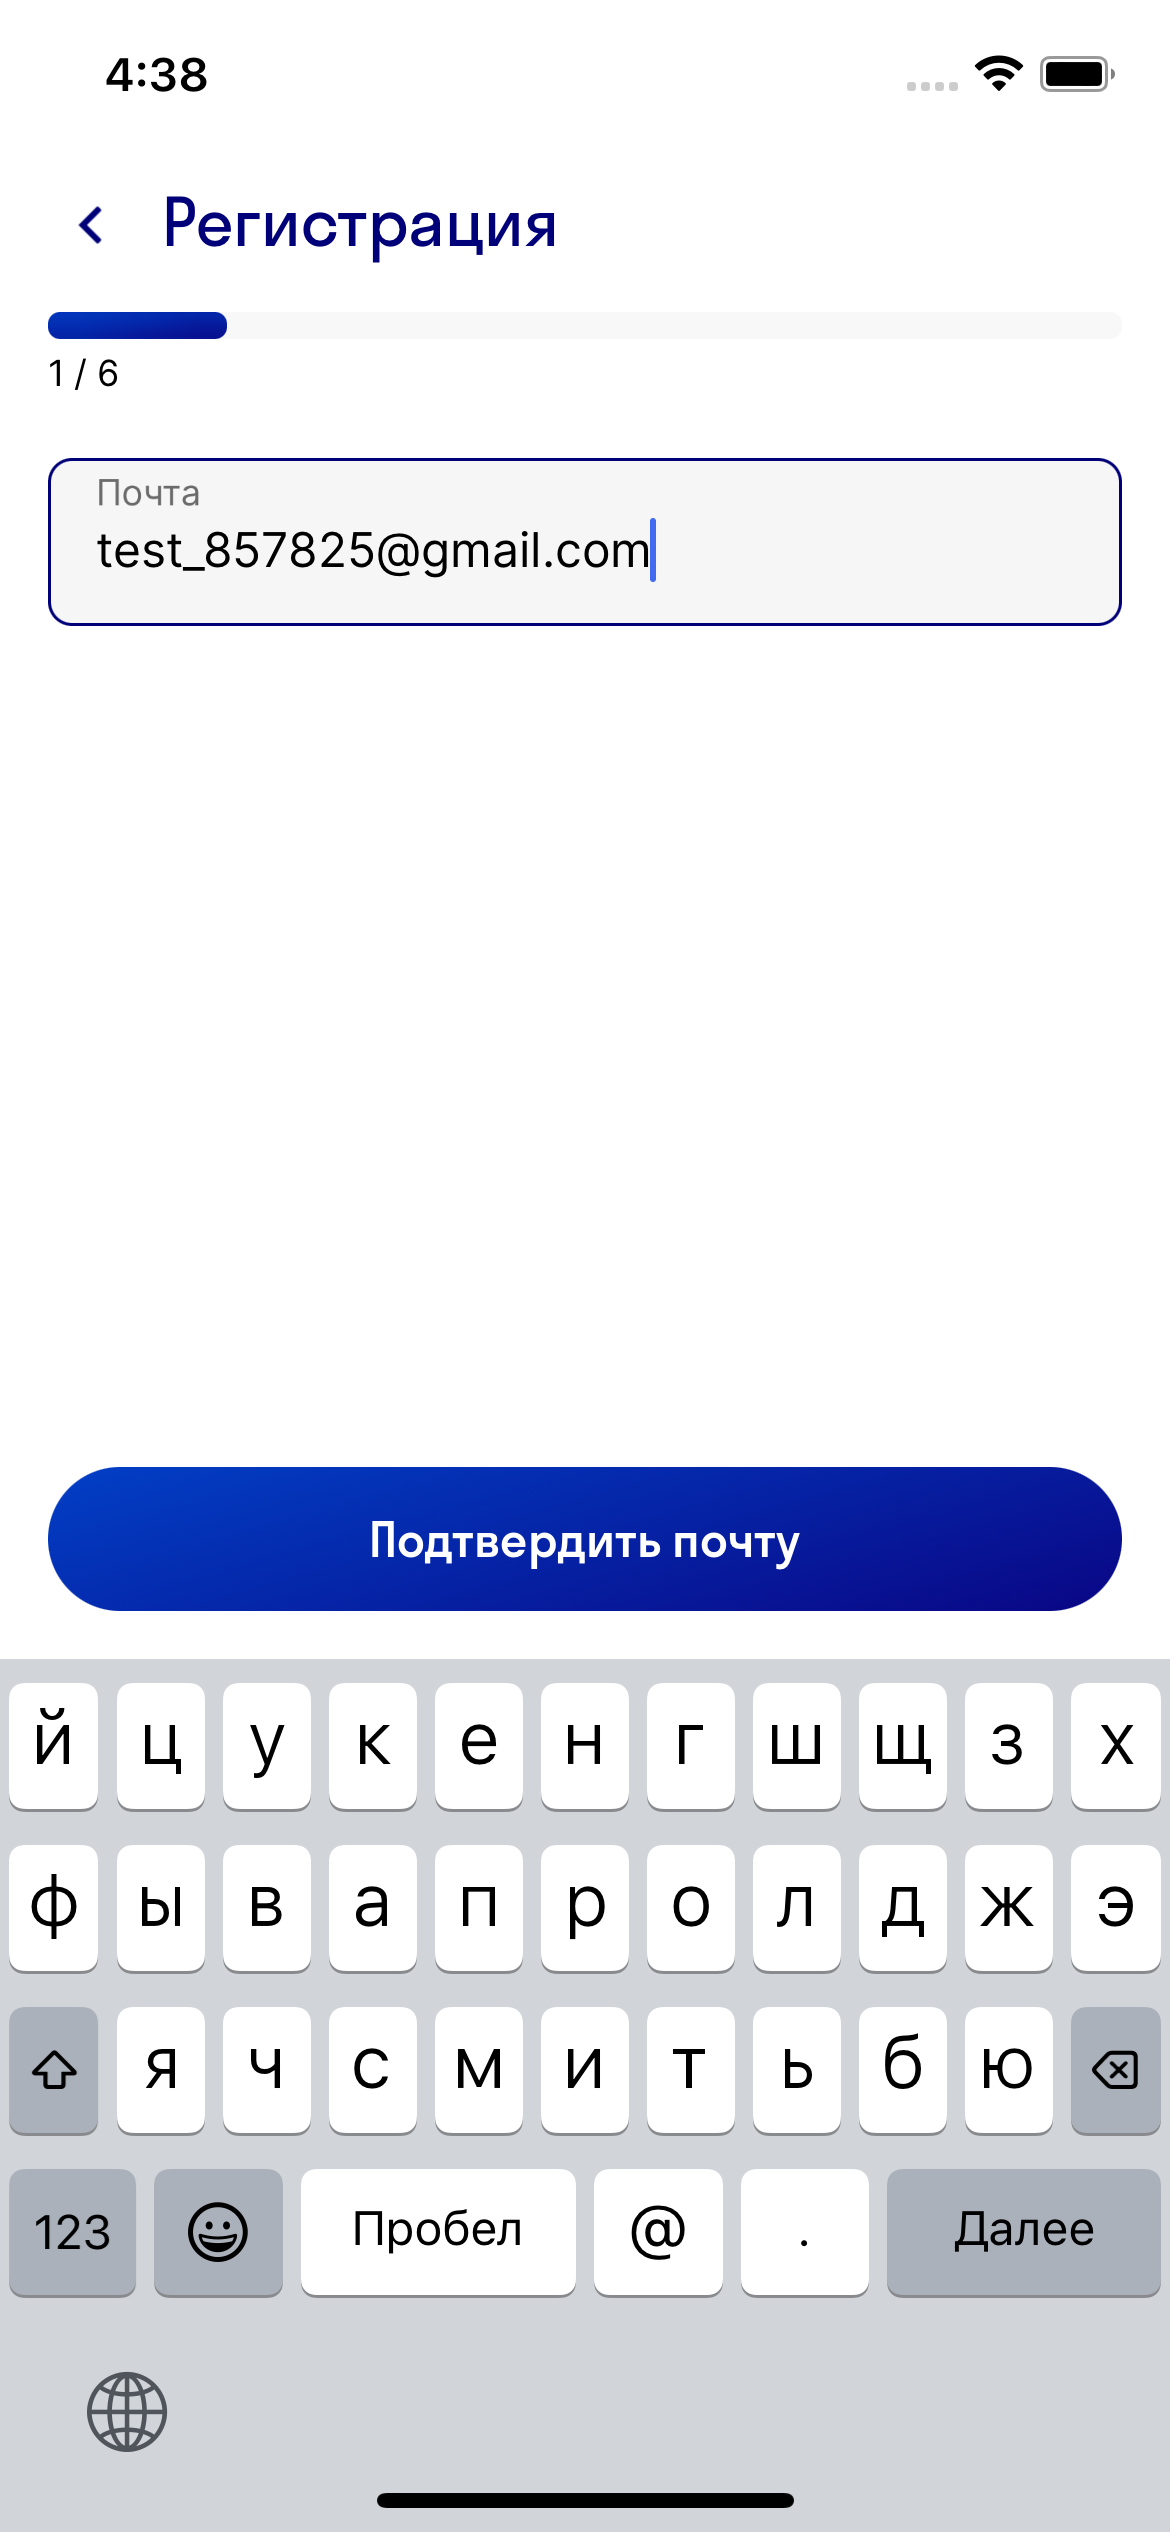 4:38
Регистрация
1 / 6
Почта
test_857825@gmail.com
Подтвердить почту
й ц у к е н г ш щ з х
ф ы в а п р о л д ж э
я ч с м и т ь б ю
123 Пробел @ . Далее